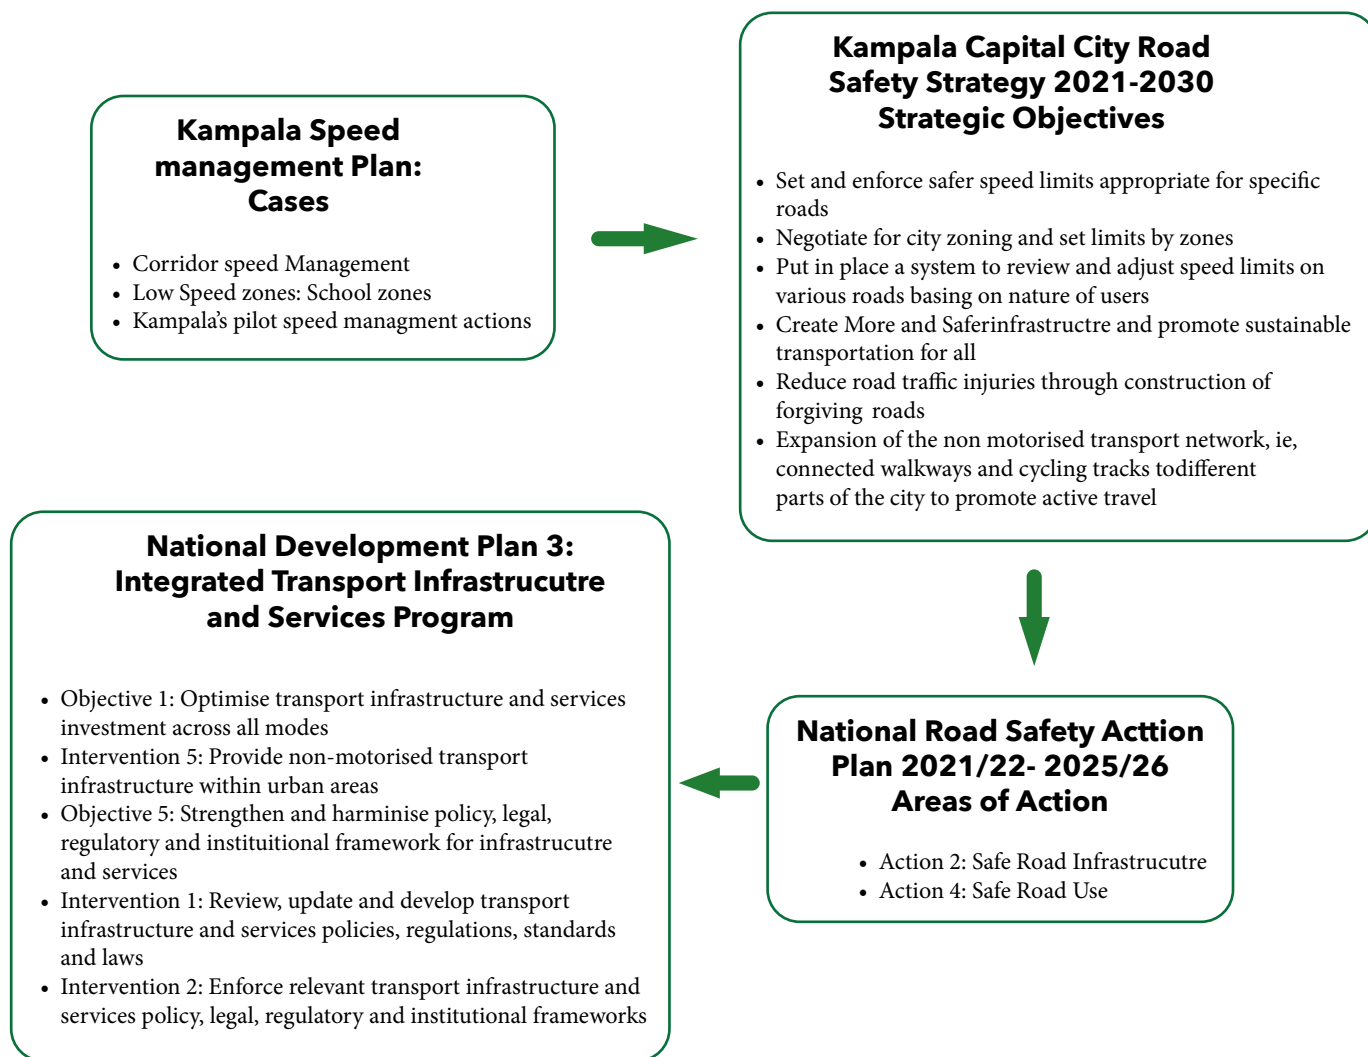 Kampala Speed
management Plan:
Cases
• Corridor speed Management
• Low Speed zones: School zones
• Kampala's pilot speed managment actions
Kampala Capital City Road
Safety Strategy 2021-2030
Strategic Objectives
• Set and enforce safer speed limits appropriate for specific
roads
• Negotiate for city zoning and set limits by zones
• Put in place a system to review and adjust speed limits on
various roads basing on nature of users
• Create More and Saferinfrastructre and promote sustainable
transportation for all
• Reduce road traffic injuries through construction of
forgiving roads
• Expansion of the non motorised transport network, ie,
connected walkways and cycling tracks todifferent
parts of the city to promote active travel
National Road Safety Acttion
Plan 2021/22- 2025/26
Areas of Action
• Action 2: Safe Road Infrastrucutre
• Action 4: Safe Road Use
National Development Plan 3:
Integrated Transport Infrastrucutre
and Services Program
• Objective 1: Optimise transport infrastructure and services
investment across all modes
• Intervention 5: Provide non-motorised transport
infrastructure within urban areas
• Objective 5: Strengthen and harminise policy, legal,
regulatory and instituitional framework for infrastrucutre
and services
• Intervention 1: Review, update and develop transport
infrastructure and services policies, regulations, standards
and laws
• Intervention 2: Enforce relevant transport infrastructure and
services policy, legal, regulatory and institutional frameworks